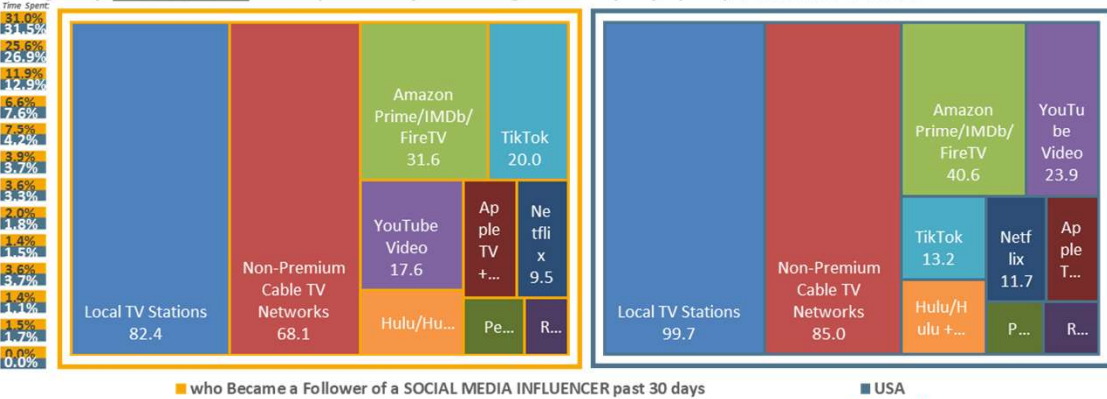 Time Spent:
31.0%
31.5%
25.6%
26.9%
11.9%
12.9%
6.6%
7.6%
7.5%
4.2%
3.9%
3.7%
3.6%
3.3%
2.0%
1.8%
1.4%
1.5%
3.6%
3.7%
1.4%
1.1%
1.5%
1.7%
0.0%
0.0%
Local TV Stations
82.4
Non-Premium
Cable TV
Networks
68.1
Amazon
Prime/IMDb/
FireTV
31.6
TikTok
20.0
YouTube
Video
17.6
Ap
ple
TV
+...
Ne
tfli
x
9.5
Hulu/Hu...
Pe...
R...
Local TV Stations
99.7
Non-Premium
Cable TV
Networks
85.0
Amazon
Prime/IMDb/
FireTV
40.6
YouTu
be
Video
23.9
TikTok
13.2
Netf
lix
11.7
Ap
ple
T...
Hulu/H
ulu +...
P...
R...
who Became a Follower of a SOCIAL MEDIA INFLUENCER past 30 days
USA